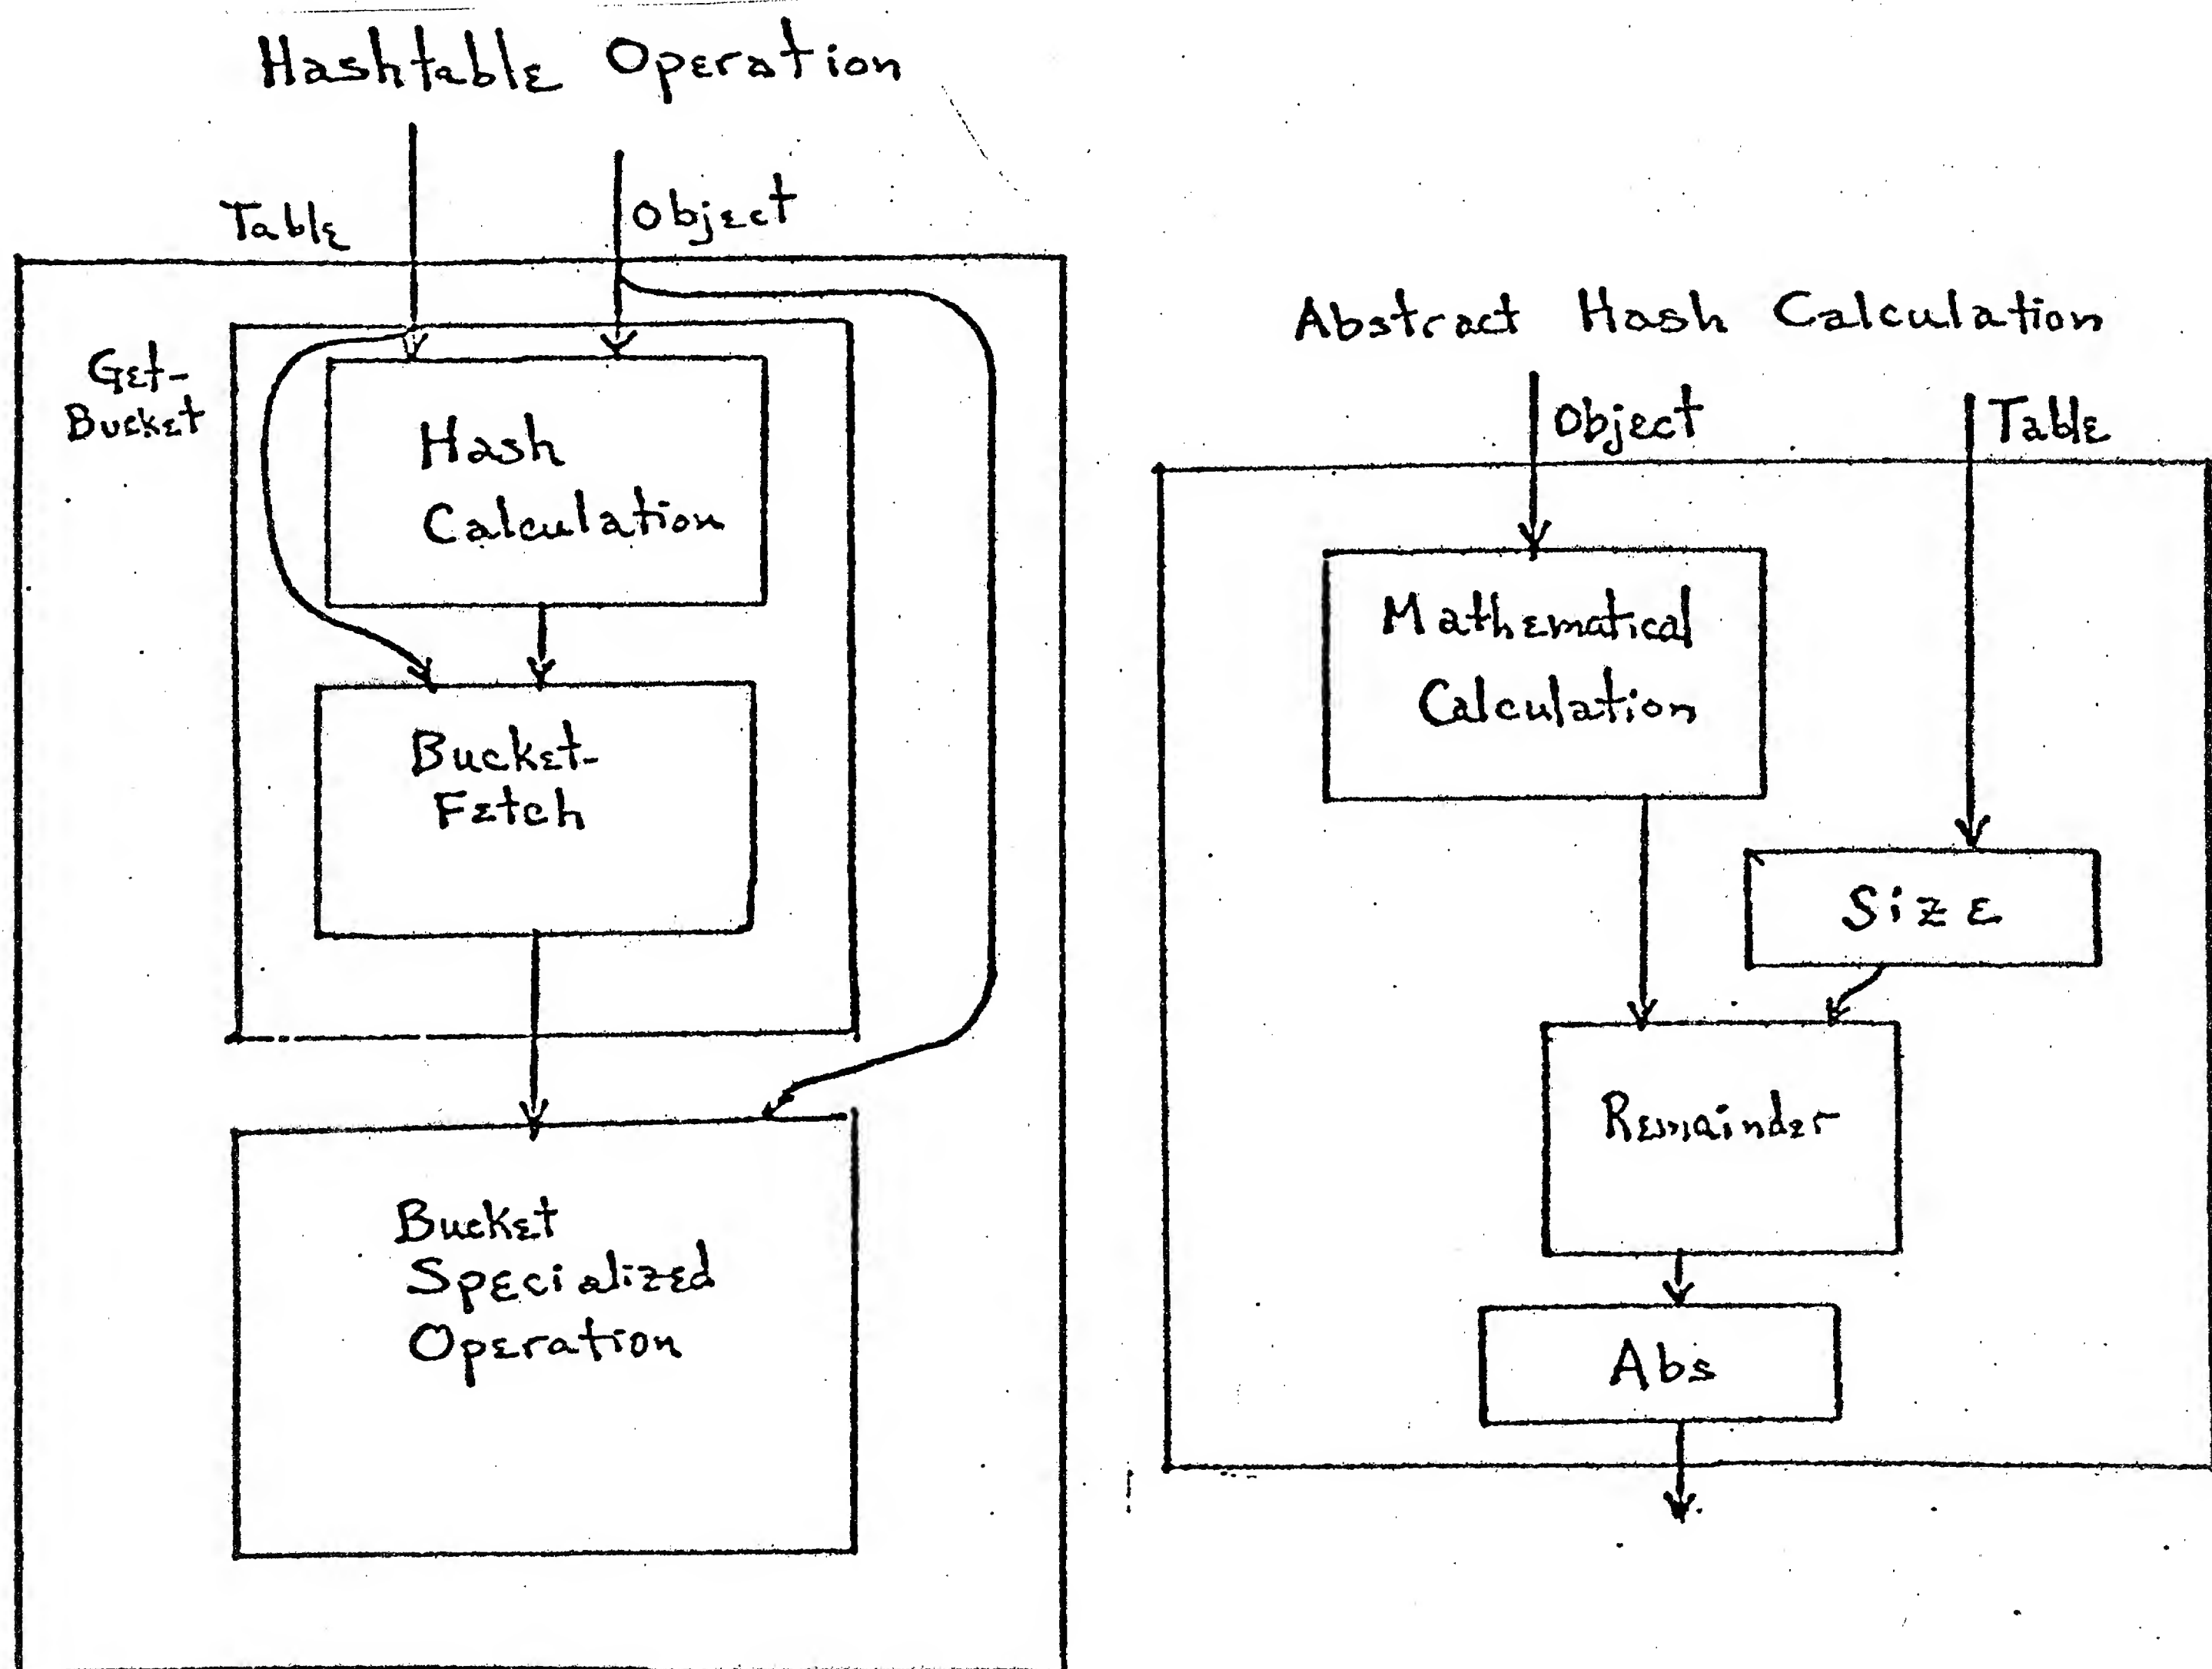 Hashtable Operation
Table
Object
Get-
Bucket
Hash
Calculation
Bucket-
Fetch
Bucket
Specialized
Operation
Abstract Hash Calculation
Object
Table
Mathematical
Calculation
Size
Remainder
Abs